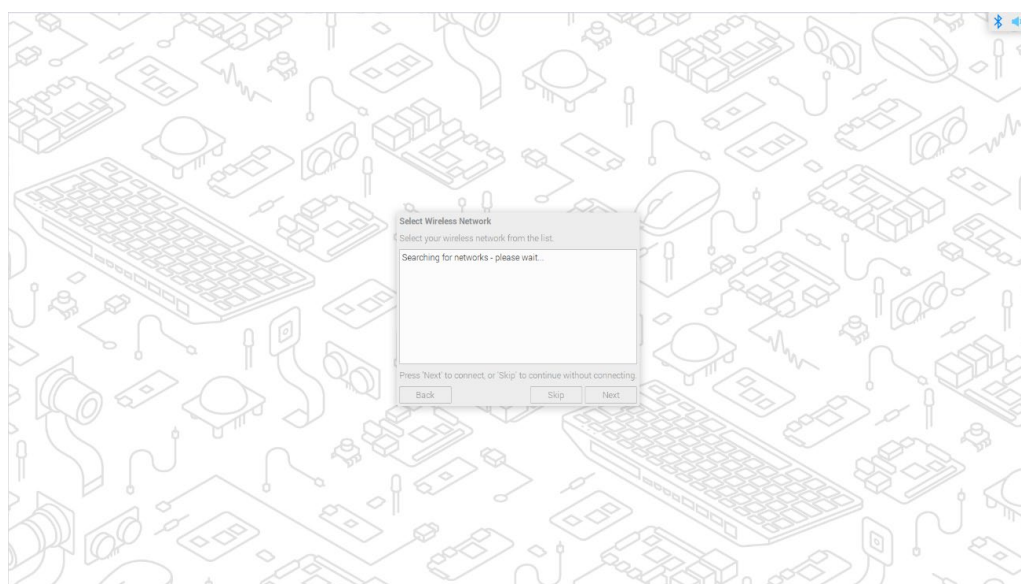 Select Wireless Network
Select your wireless network from the list.
Searching for networks - please wait...
Press 'Next' to connect, or 'Skip' to continue without connecting.
Back
Skip
Next